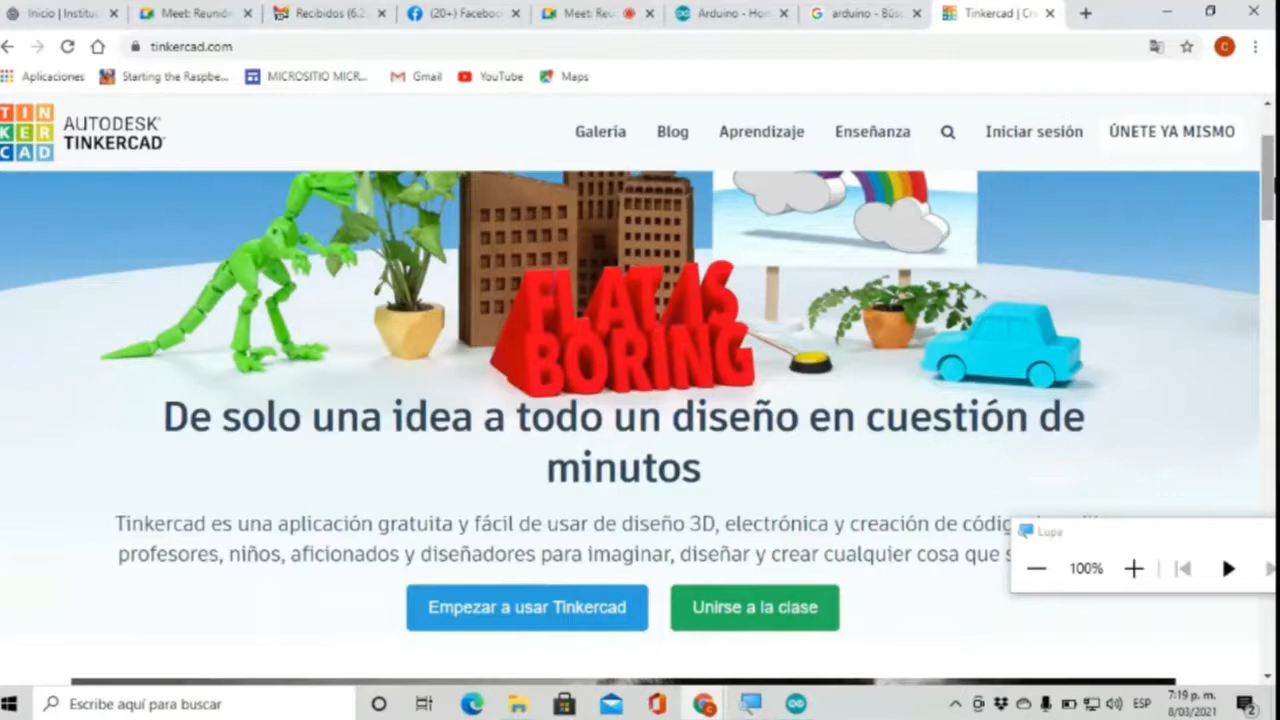 Inicio | Institu
Meet: Reunión
Recibidos (6.2
(20+) Faceboo
Meet: Reu
Arduino - Hom
arduino - Bús
Tinkercad | Cr
tinkercad.com
C
Aplicaciones
Starting the Raspbe...
MICROSITIO MICR...
Gmail
YouTube
Maps
TIN
KER
CAD
AUTODESK
TINKERCAD
Galería
Blog
Aprendizaje
Enseñanza
Iniciar sesión
ÚNETE YA MISMO
FLAT IS
BORING
De solo una idea a todo un diseño en cuestión de
minutos
Tinkercad es una aplicación gratuita y fácil de usar de diseño 3D, electrónica y creación de códig
profesores, niños, aficionados y diseñadores para imaginar, diseñar y crear cualquier cosa que s
Lupa
100%
Empezar a usar Tinkercad
Unirse a la clase
Escribe aquí para buscar
ESP
7:19 p. m.
8/03/2021
2